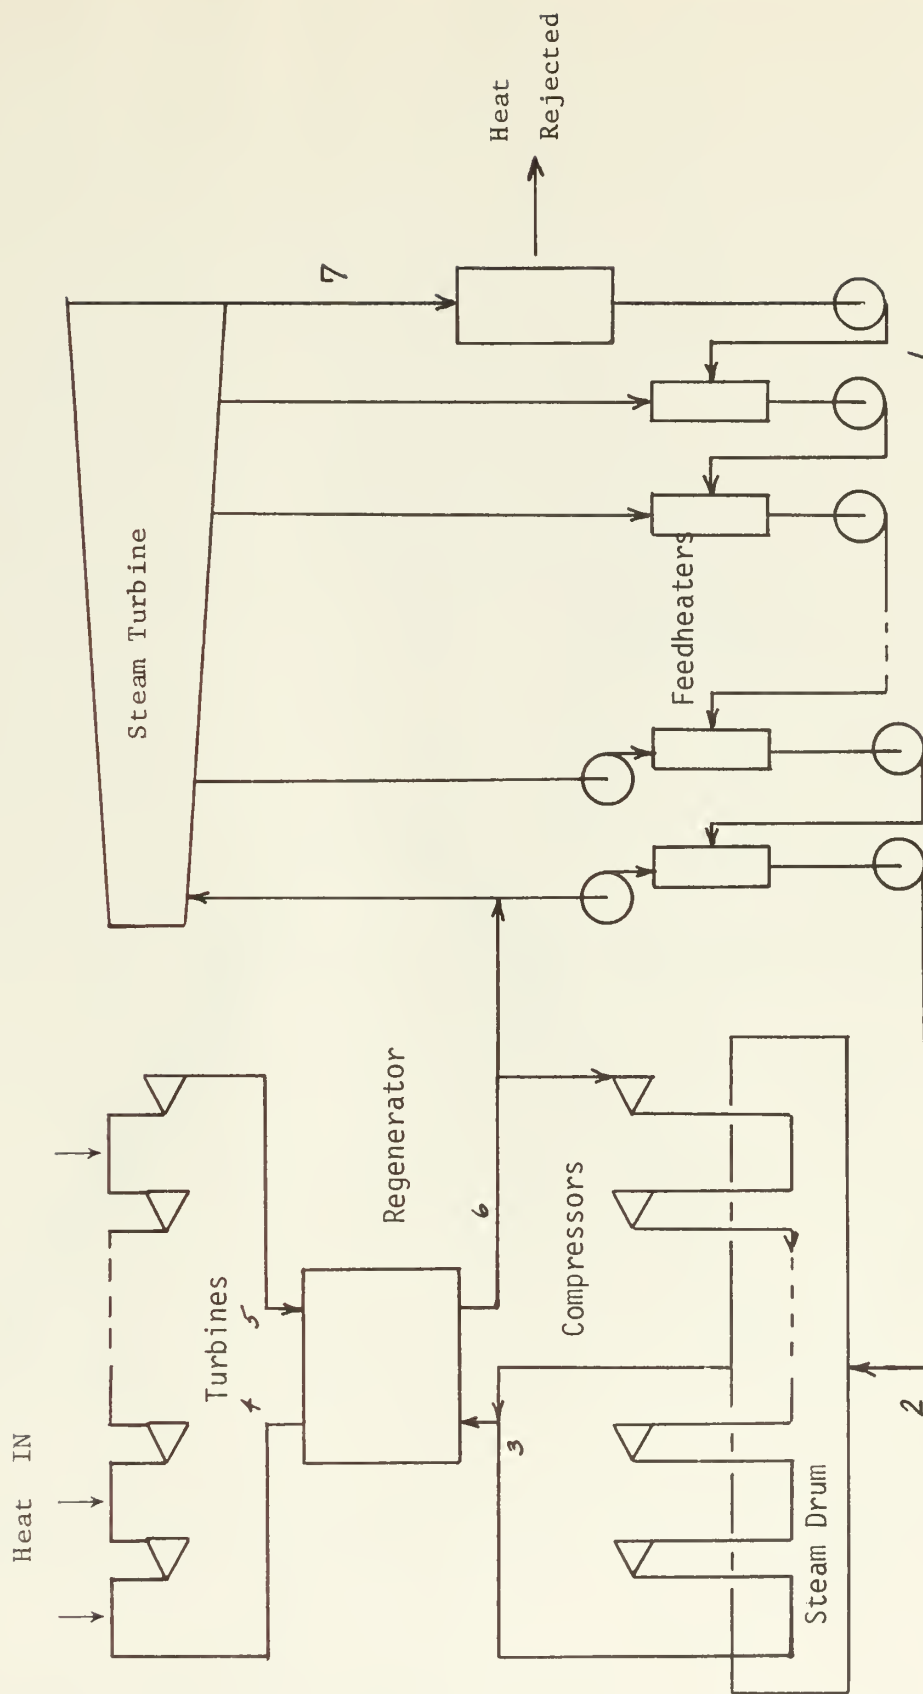 Heat IN
Turbines
4
5
Regenerator
3
6
Compressors
Steam Drum
2
Steam Turbine
7
Heat
Rejected
Feedheaters
1